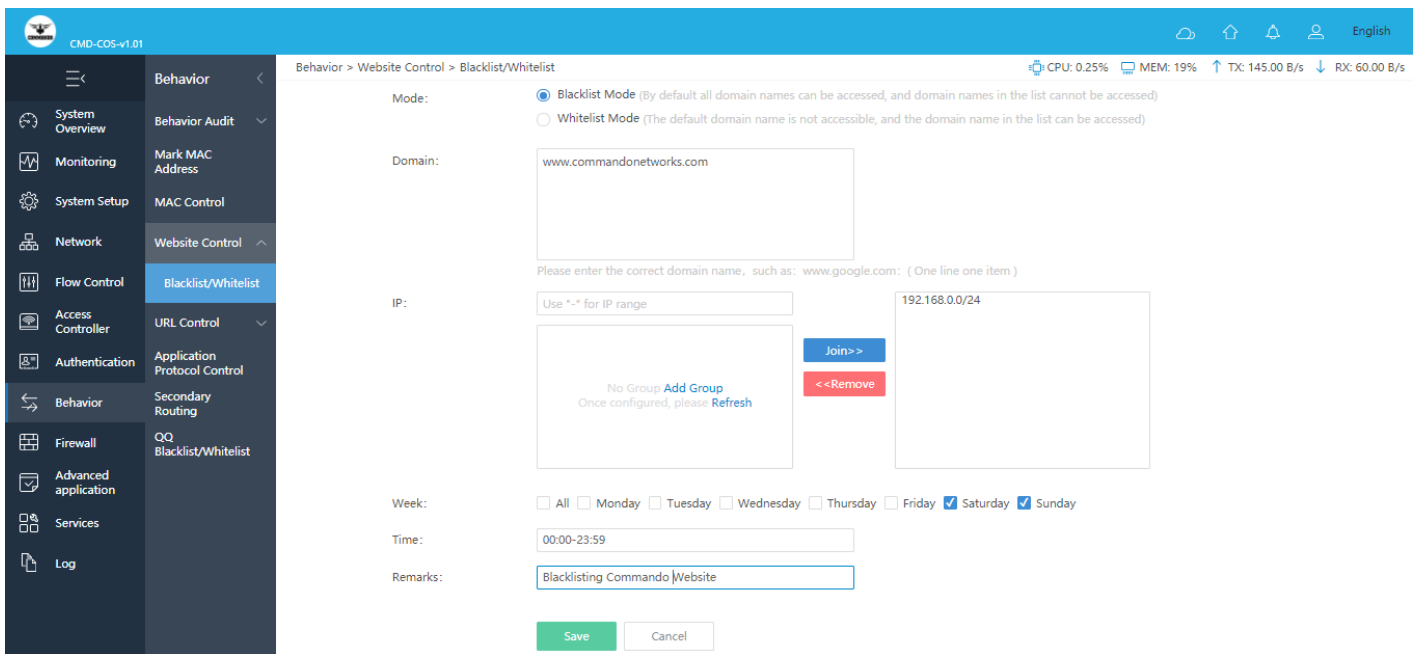 CMD-COS-v1.01
English
Behavior
Behavior > Website Control > Blacklist/Whitelist
CPU: 0.25%
MEM: 19%
TX: 145.00 B/s
RX: 60.00 B/s
System
Overview
Monitoring
System Setup
Network
Flow Control
Access
Controller
Authentication
Behavior
Firewall
Advanced
application
Services
Log
Behavior Audit
Mark MAC
Address
MAC Control
Website Control
Blacklist/Whitelist
URL Control
Application
Protocol Control
Secondary
Routing
QQ
Blacklist/Whitelist
Mode:
Blacklist Mode (By default all domain names can be accessed, and domain names in the list cannot be accessed)
Whitelist Mode (The default domain name is not accessible, and the domain name in the list can be accessed)
Domain:
www.commandonetworks.com
Please enter the correct domain name, such as: www.google.com: ( One line one item )
IP:
Use "-" for IP range
192.168.0.0/24
No Group Add Group
Once configured, please Refresh
Join>>
<<Remove
Week:
All Monday Tuesday Wednesday Thursday Friday Saturday Sunday
Time:
00:00-23:59
Remarks:
Blacklisting Commando Website
Save
Cancel